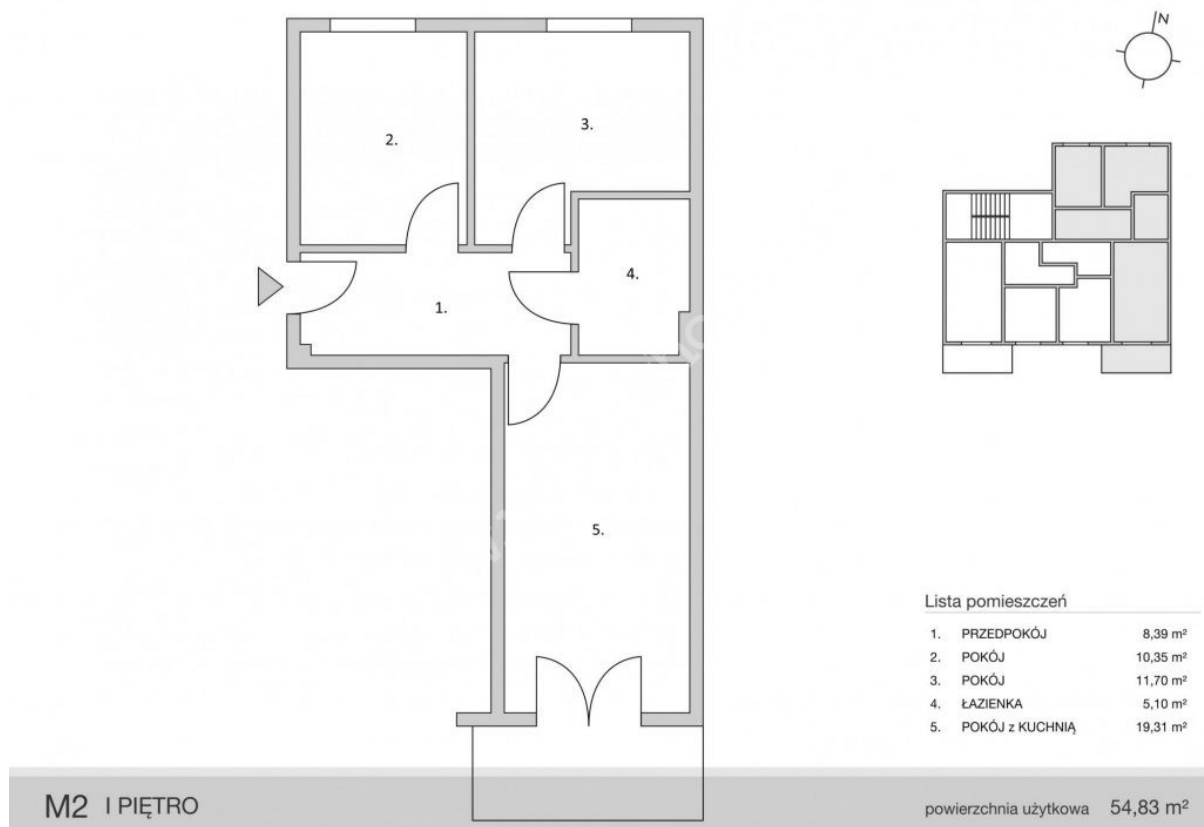 N
2.
3.
4.
1.
5.
Lista pomieszczeń
1. PRZEDPOKÓJ 8,39 m²
2. POKÓJ 10,35 m²
3. POKÓJ 11,70 m²
4. ŁAZIENKA 5,10 m²
5. POKÓJ z KUCHNIĄ 19,31 m²
M2 I PIĘTRO
powierzchnia użytkowa 54,83 m²